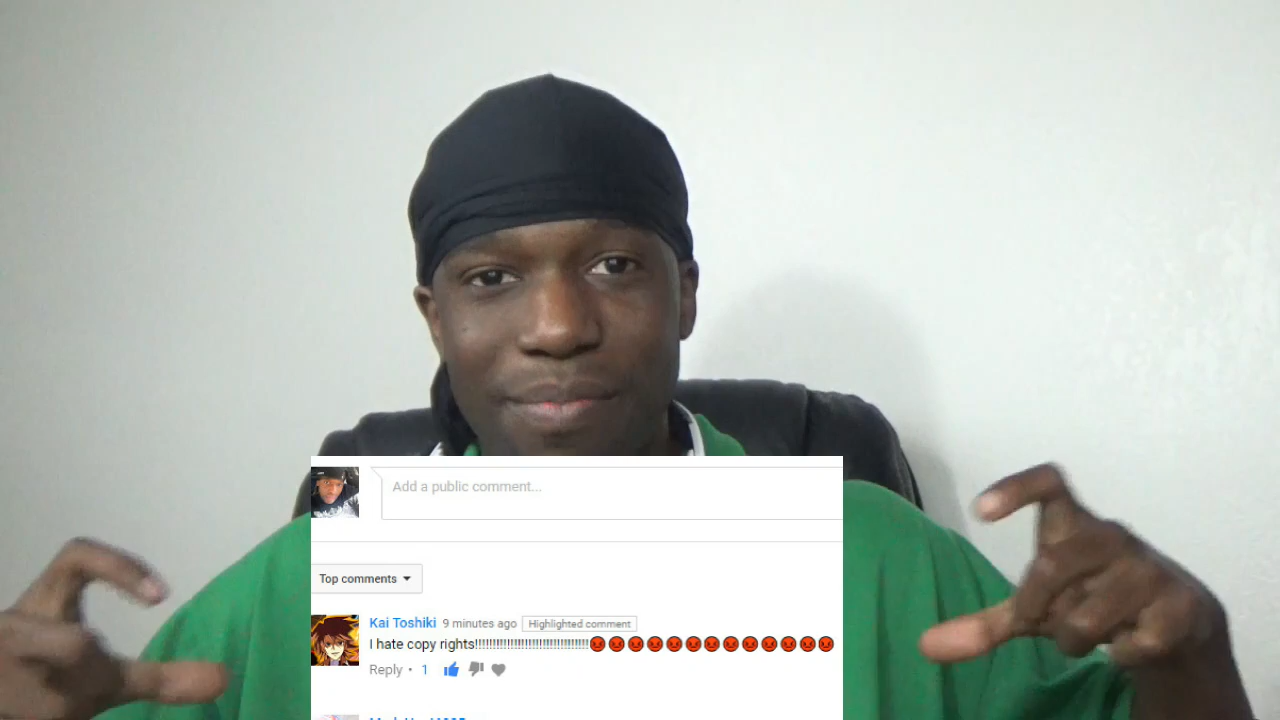 Add a public comment...
Top comments
Kai Toshiki 9 minutes ago Highlighted comment
I hate copy rights!!!!!!!!!!!!!!!!!!!!!!!!!!!!!!!!😡😡😡😡😡😡😡😡😡😡😡😡😡
Reply • 1